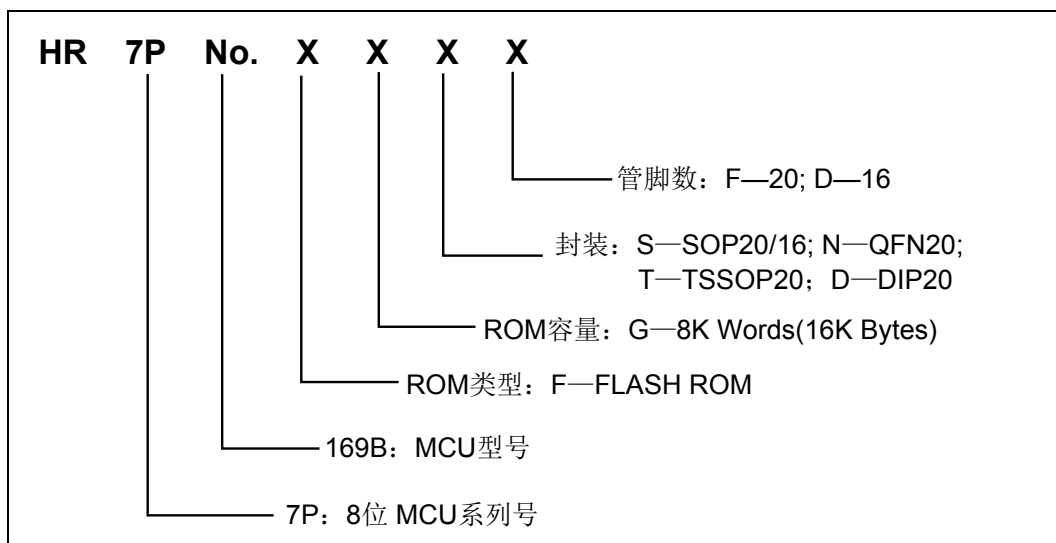 HR 7P No. X X X X
管脚数：F—20; D—16
封装：S—SOP20/16; N—QFN20;
T—TSSOP20；D—DIP20
ROM容量：G—8K Words(16K Bytes)
ROM类型：F—FLASH ROM
169B：MCU型号
7P：8位 MCU系列号